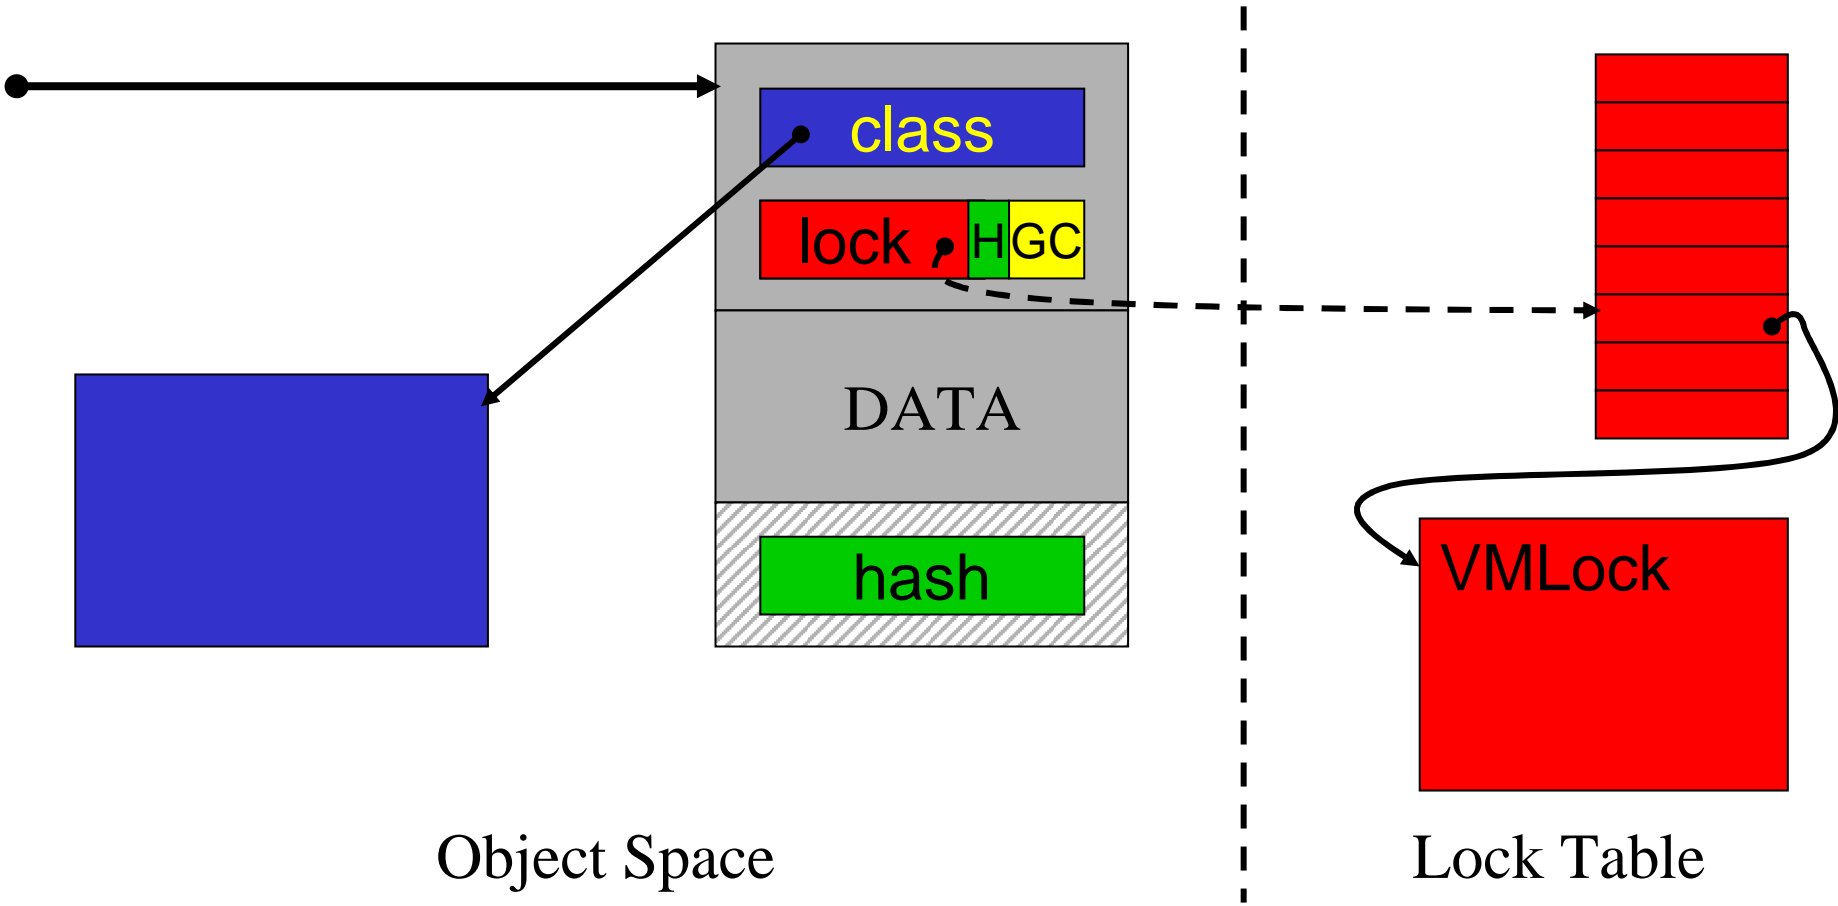 class
lock H GC
DATA
hash
VMLock
Object Space
Lock Table